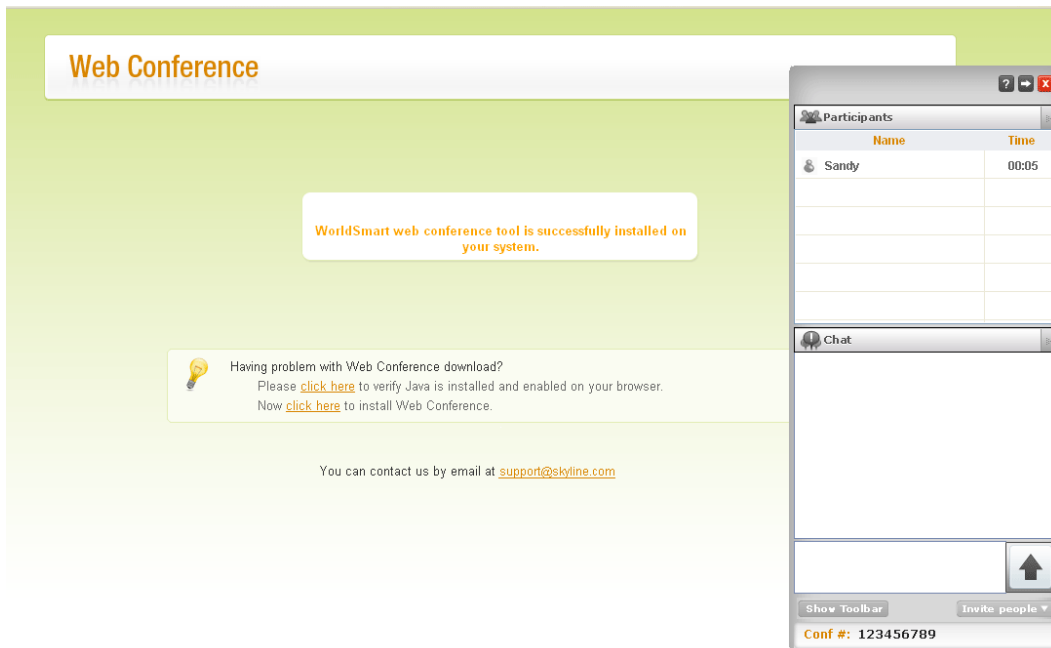 Web Conference
WorldSmart web conference tool is successfully installed on
your system.
Having problem with Web Conference download?
Please click here to verify Java is installed and enabled on your browser.
Now click here to install Web Conference.
You can contact us by email at support@skyline.com
?
X
Participants
Name Time
Sandy 00:05
Chat
Show Toolbar Invite people
Conf #: 123456789